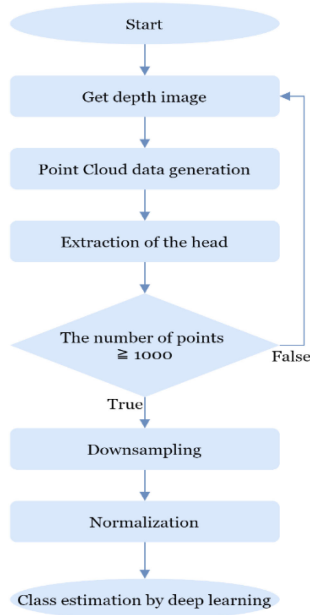 Start
Get depth image
Point Cloud data generation
Extraction of the head
The number of points
≧ 1000
False
True
Downsampling
Normalization
Class estimation by deep learning